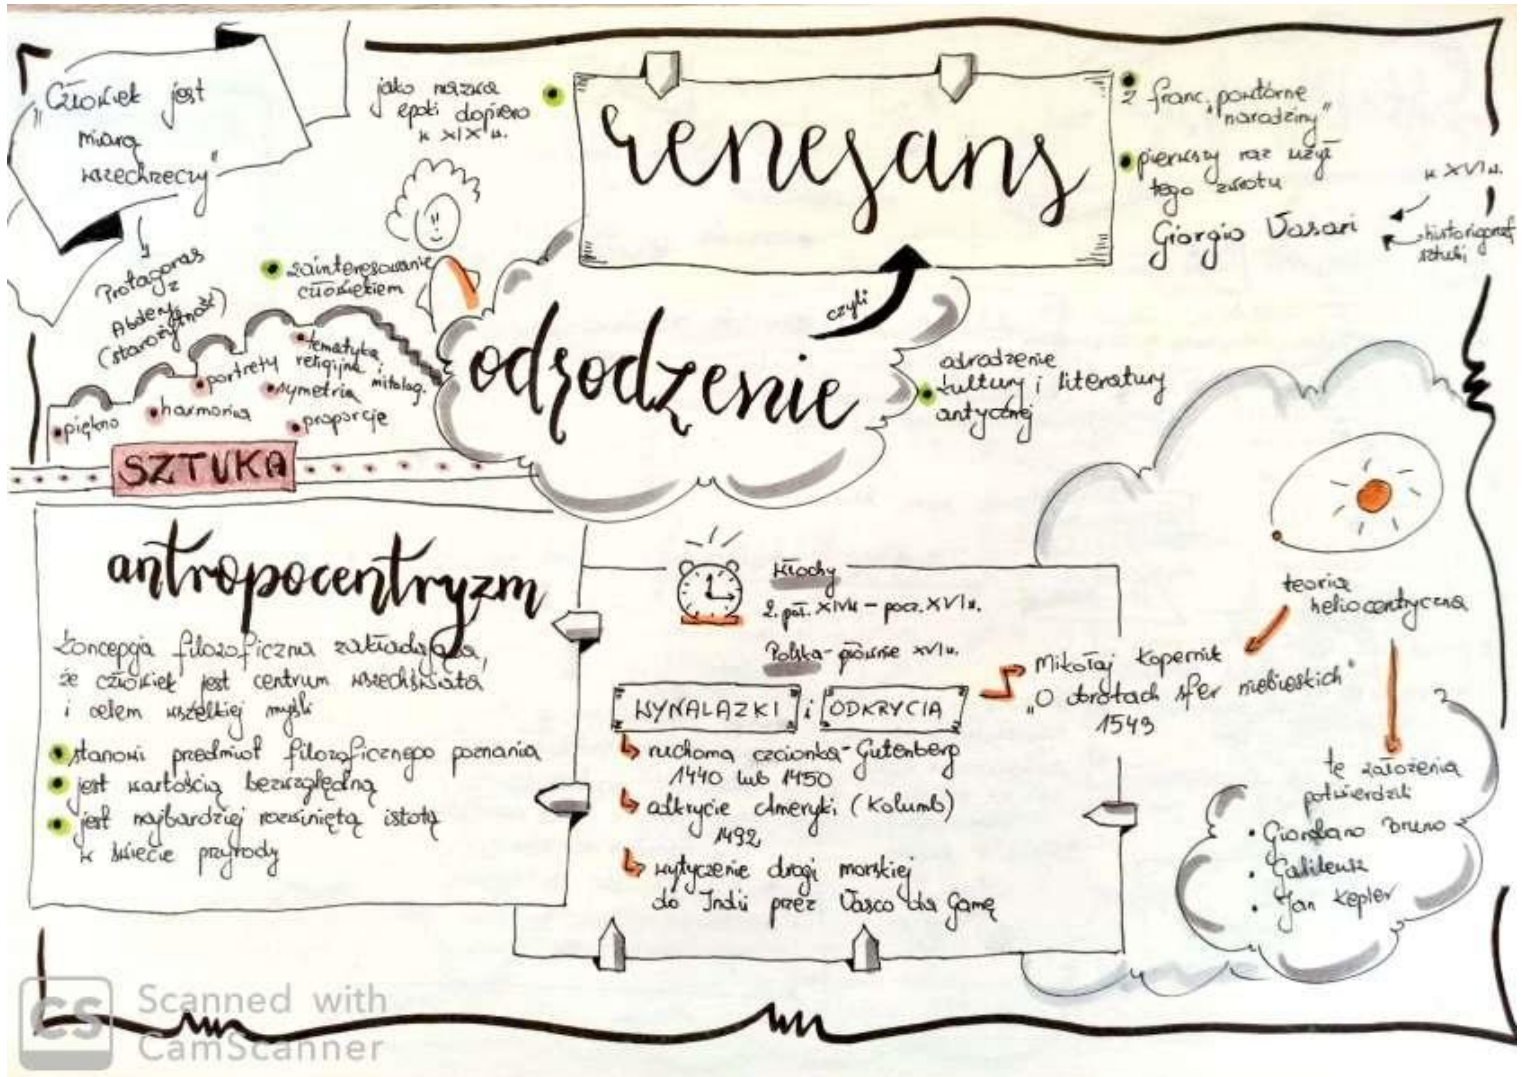 „Człowiek jest
miarą
wszechrzeczy"
Protagoras
z
Abdery
(starożytność)
jako nazwa
epoki dopiero
w XIX w.
renesans
z franc. „powtórne
narodziny"
pierwszy raz użył
tego zwrotu
Giorgio Vasari
w XVI w.
historiograf
sztuki
zainteresowanie
człowiekiem
czyli
odrodzenie
odrodzenie
kultury i literatury
antycznej
piękno
harmonia
portrety
tematyka
religijna i
mitolog.
symetria
proporcje
SZTUKA
antropocentryzm
koncepcja filozoficzna zakładająca,
że człowiek jest centrum wszechświata
i celem wszelkiej myśli
stanowi przedmiot filozoficznego poznania
jest wartością bezwzględną
jest najbardziej rozwiniętą istotą
w świecie przyrody
Włochy
2. poł. XIVw – pocz. XVI w.
Polska - głównie XVI w.
WYNALAZKI i ODKRYCIA
ruchoma czcionka - Gutenberg
1440 lub 1450
odkrycie Ameryki (Kolumb)
1492
wytyczenie drogi morskiej
do Indii przez Vasco da Gamę
teoria
heliocentryczna
Mikołaj Kopernik
„O obrotach sfer niebieskich"
1543
te założenia
potwierdzili
Giordano Bruno
Galileusz
Jan Kepler
CS
Scanned with
CamScanner